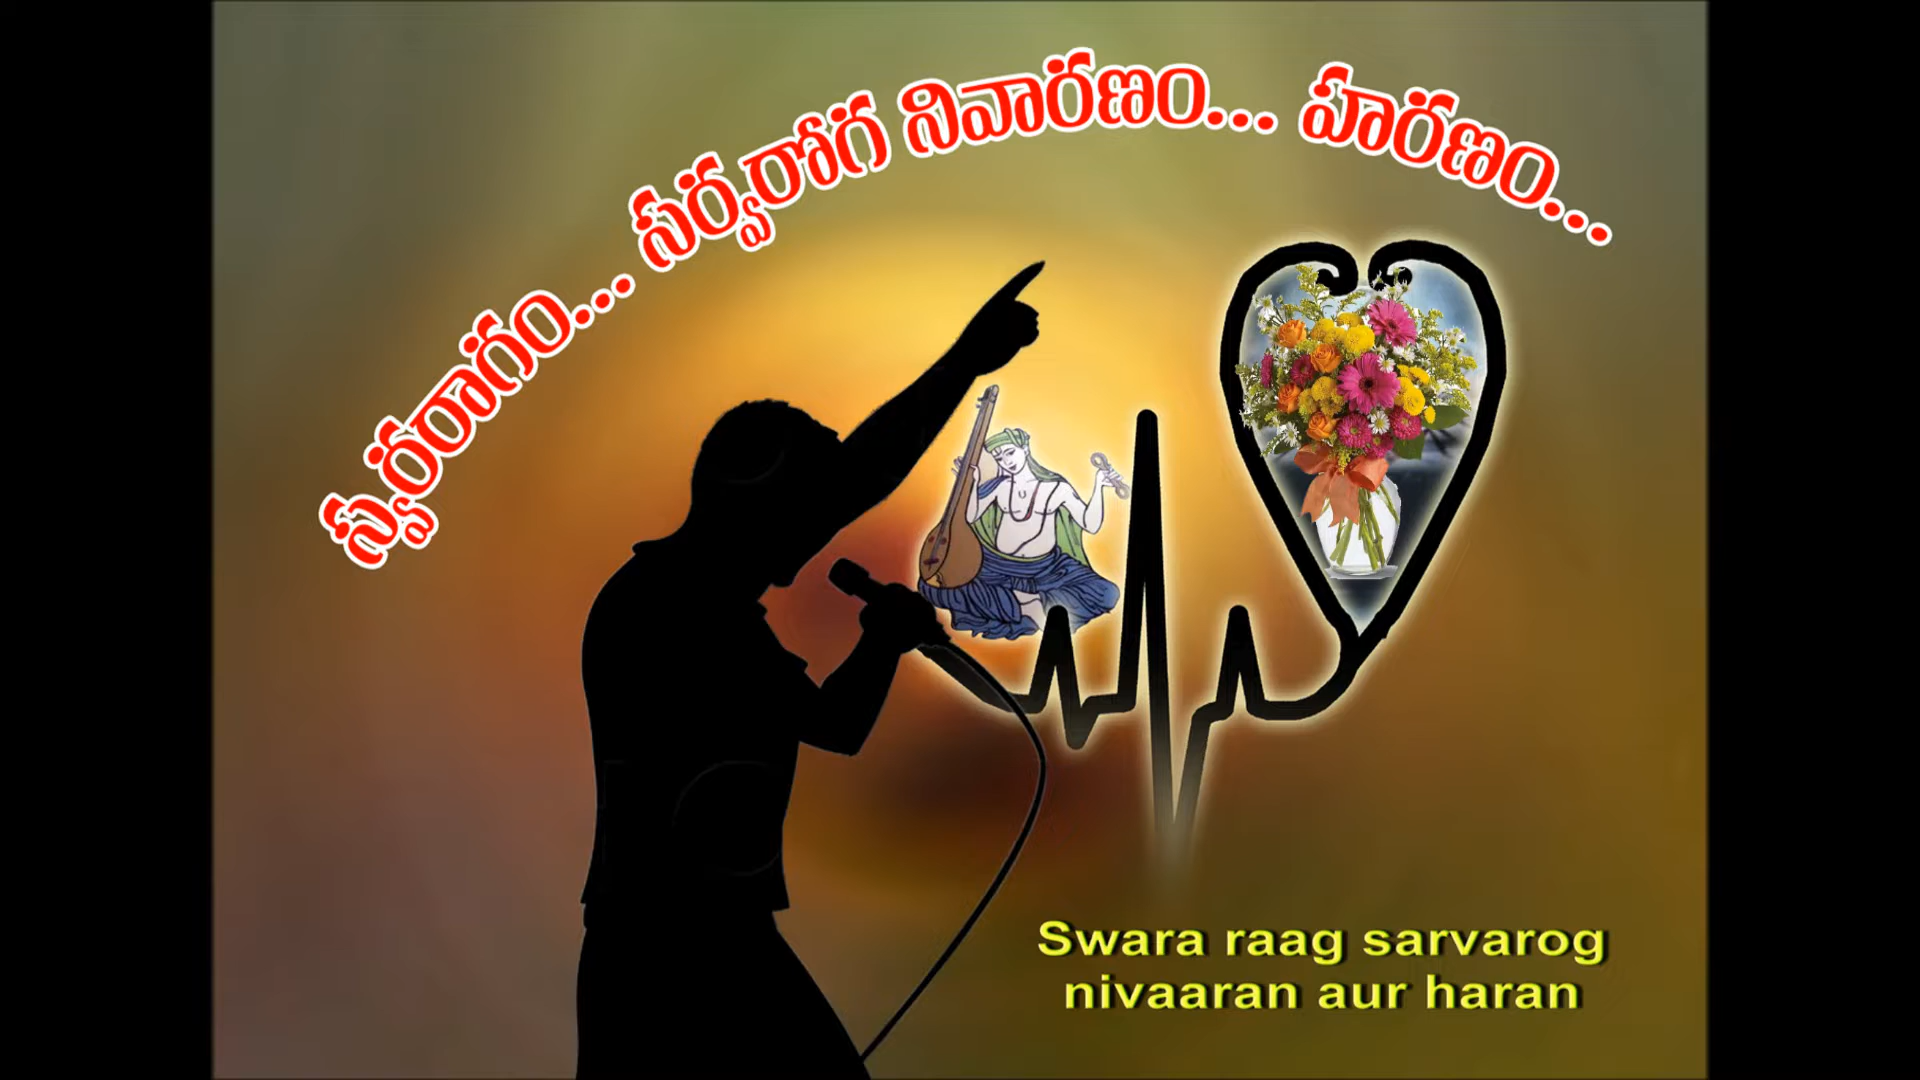 స్వరరాగం... సర్వరోగ నివారణం... హరణం...
Swara raag sarvarog
nivaaran aur haran